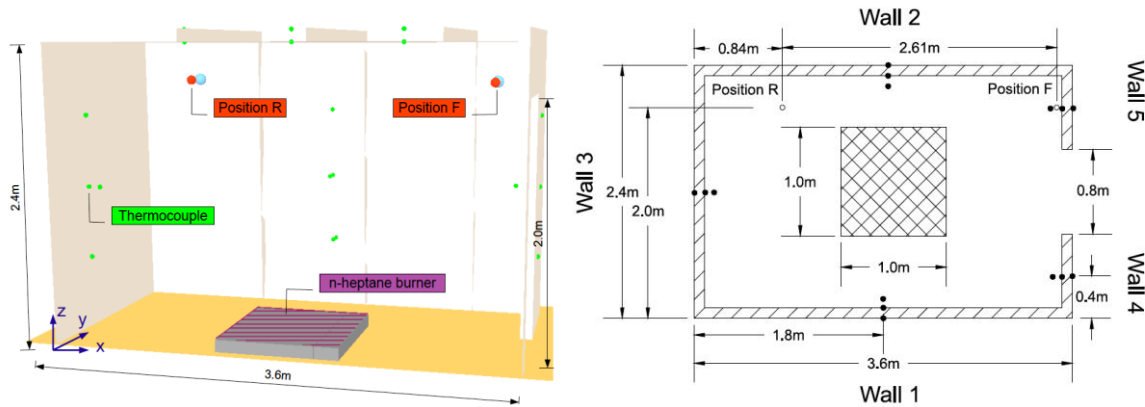 2.4m
Position R
Position F
Thermocouple
2.0m
n-heptane burner
z
y
x
3.6m
Wall 2
0.84m
2.61m
Position R
Position F
Wall 5
Wall 3
2.4m
2.0m
1.0m
0.8m
1.0m
0.4m
Wall 4
1.8m
3.6m
Wall 1